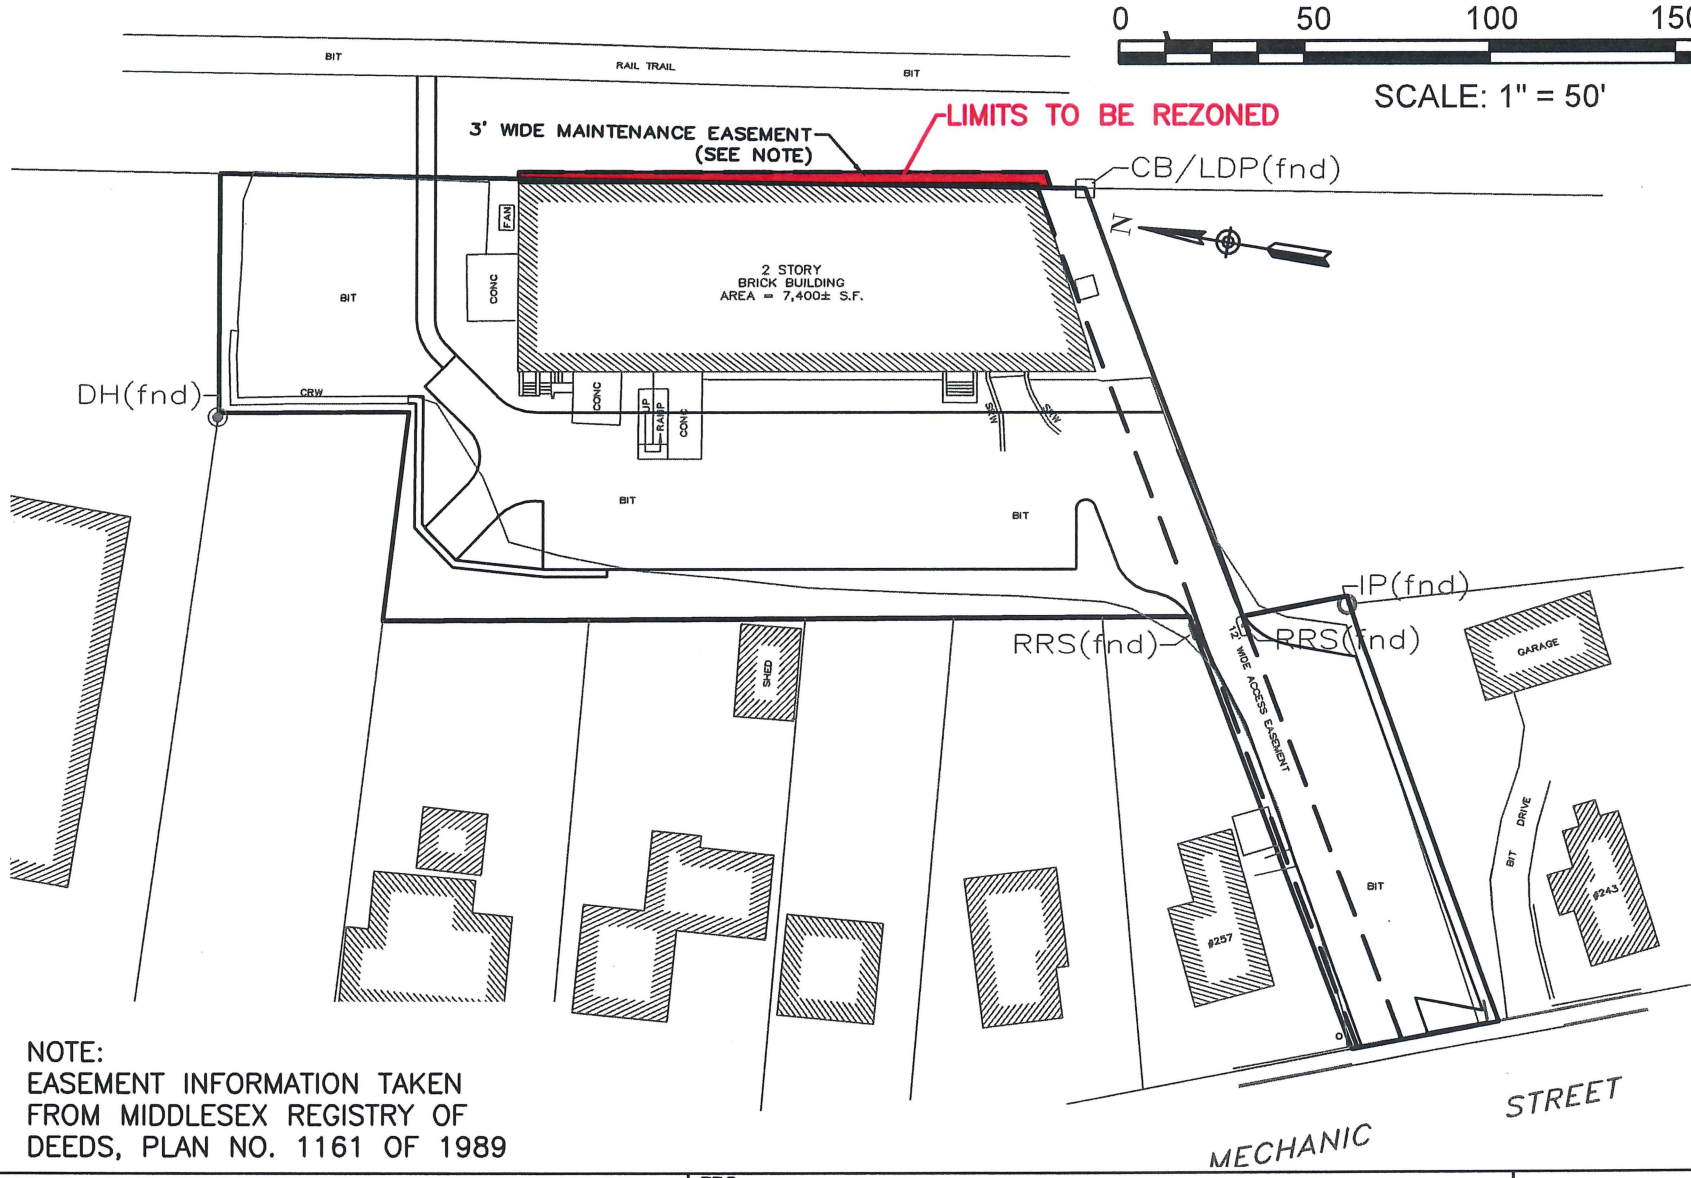 0 50 100 150
SCALE: 1" = 50'
BIT
RAIL TRAIL
BIT
LIMITS TO BE REZONED
3' WIDE MAINTENANCE EASEMENT
(SEE NOTE)
CB/LDP(fnd)
N
FAN
CONC
2 STORY
BRICK BUILDING
AREA = 7,400± S.F.
BIT
DH(fnd)
CRW
CONC
UP
RAMP
CONC
SRW
SRW
BIT
BIT
IP(fnd)
RRS(fnd)
RRS(fnd)
12' WIDE ACCESS EASEMENT
GARAGE
SHED
BIT DRIVE
BIT
#243
#257
NOTE:
EASEMENT INFORMATION TAKEN
FROM MIDDLESEX REGISTRY OF
DEEDS, PLAN NO. 1161 OF 1989
MECHANIC STREET